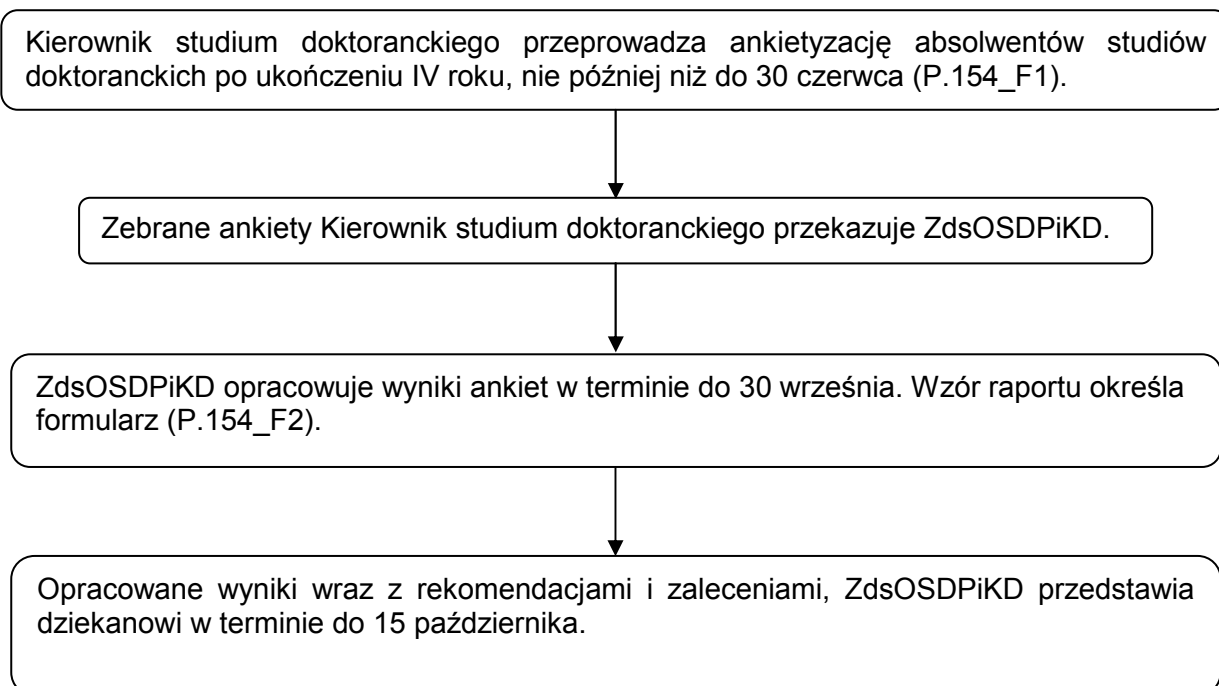 Kierownik studium doktoranckiego przeprowadza ankietyzację absolwentów studiów
doktoranckich po ukończeniu IV roku, nie później niż do 30 czerwca (P.154_F1).
Zebrane ankiety Kierownik studium doktoranckiego przekazuje ZdsOSDPiKD.
ZdsOSDPiKD opracowuje wyniki ankiet w terminie do 30 września. Wzór raportu określa
formularz (P.154_F2).
Opracowane wyniki wraz z rekomendacjami i zaleceniami, ZdsOSDPiKD przedstawia
dziekanowi w terminie do 15 października.